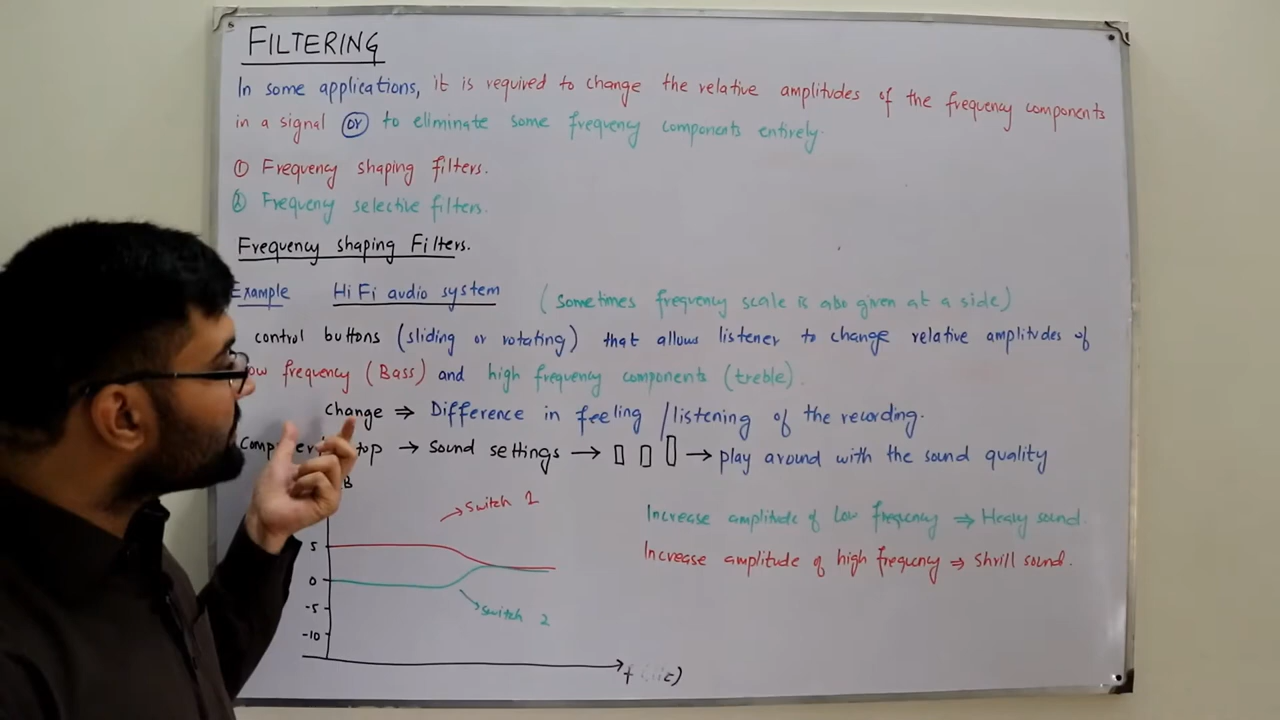 FILTERING
In some applications, it is required to change the relative amplitudes of the frequency components
in a signal or to eliminate some frequency components entirely.
① Frequency shaping filters.
② Frequency selective filters.
Frequency shaping Filters.
Example Hi Fi audio system (Sometimes frequency scale is also given at a side)
control buttons (sliding or rotating) that allows listener to change relative amplitudes of
frequency (Bass) and high frequency components (treble).
Change ⇒ Difference in feeling / listening of the recording.
→ Sound settings → → play around with the sound quality
Switch 1
Increase amplitude of Low frequency ⇒ Heavy sound.
5
Increase amplitude of high frequency ⇒ Shrill sound.
0
-5
Switch 2
-10
f